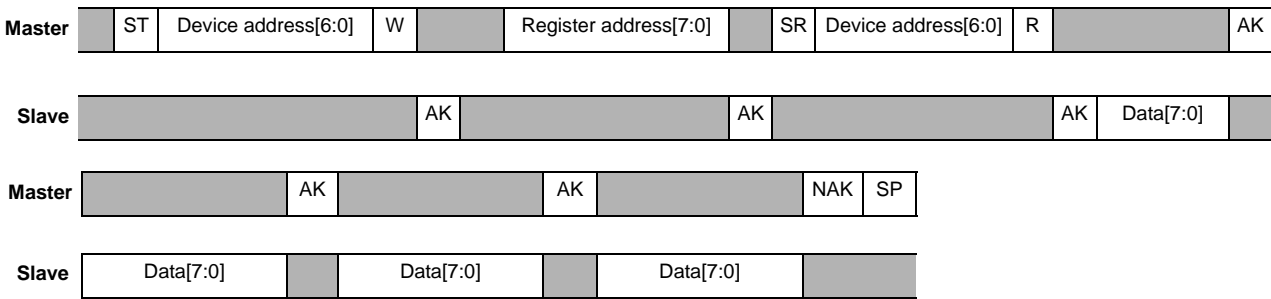 Master ST Device address[6:0] W Register address[7:0] SR Device address[6:0] R AK
Slave AK AK AK Data[7:0]
Master AK AK NAK SP
Slave Data[7:0] Data[7:0] Data[7:0]